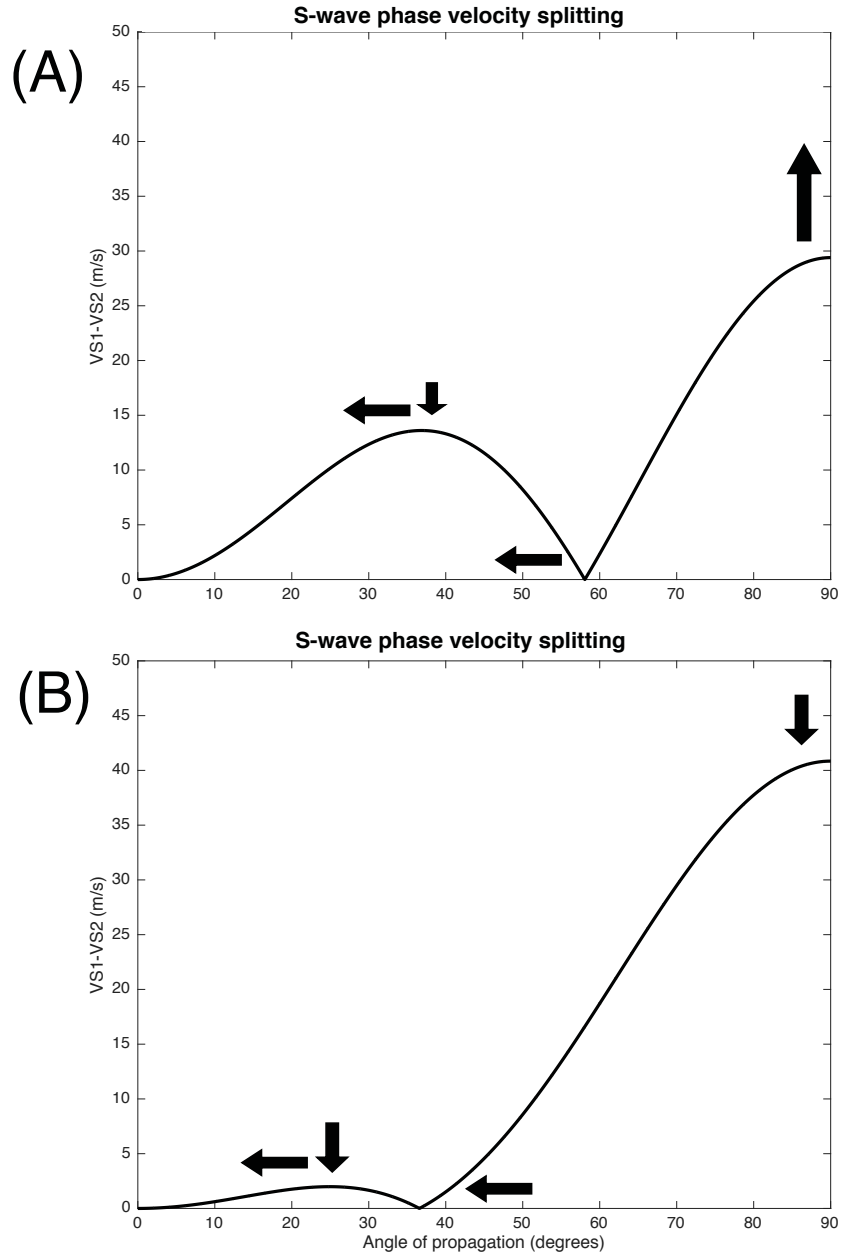 S-wave phase velocity splitting
(A)
VS1-VS2 (m/s)
50
45
40
35
30
25
20
15
10
5
0
0 10 20 30 40 50 60 70 80 90
S-wave phase velocity splitting
(B)
VS1-VS2 (m/s)
50
45
40
35
30
25
20
15
10
5
0
0 10 20 30 40 50 60 70 80 90
Angle of propagation (degrees)